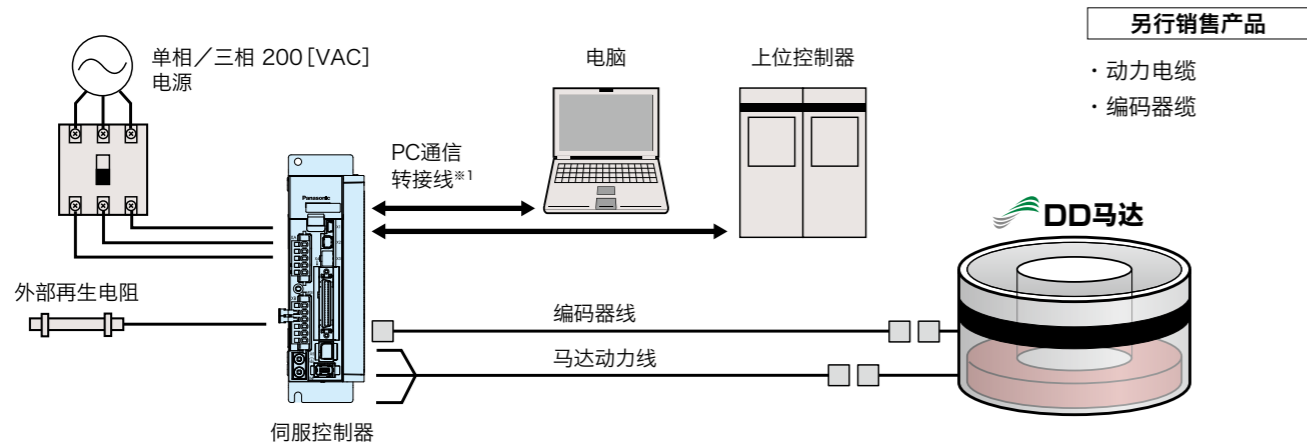 另行销售产品
・动力电缆
・编码器缆
单相／三相 200[VAC]
电源
电脑
上位控制器
PC通信
转接线※1
Panasonic
DD马达
外部再生电阻
编码器线
马达动力线
伺服控制器